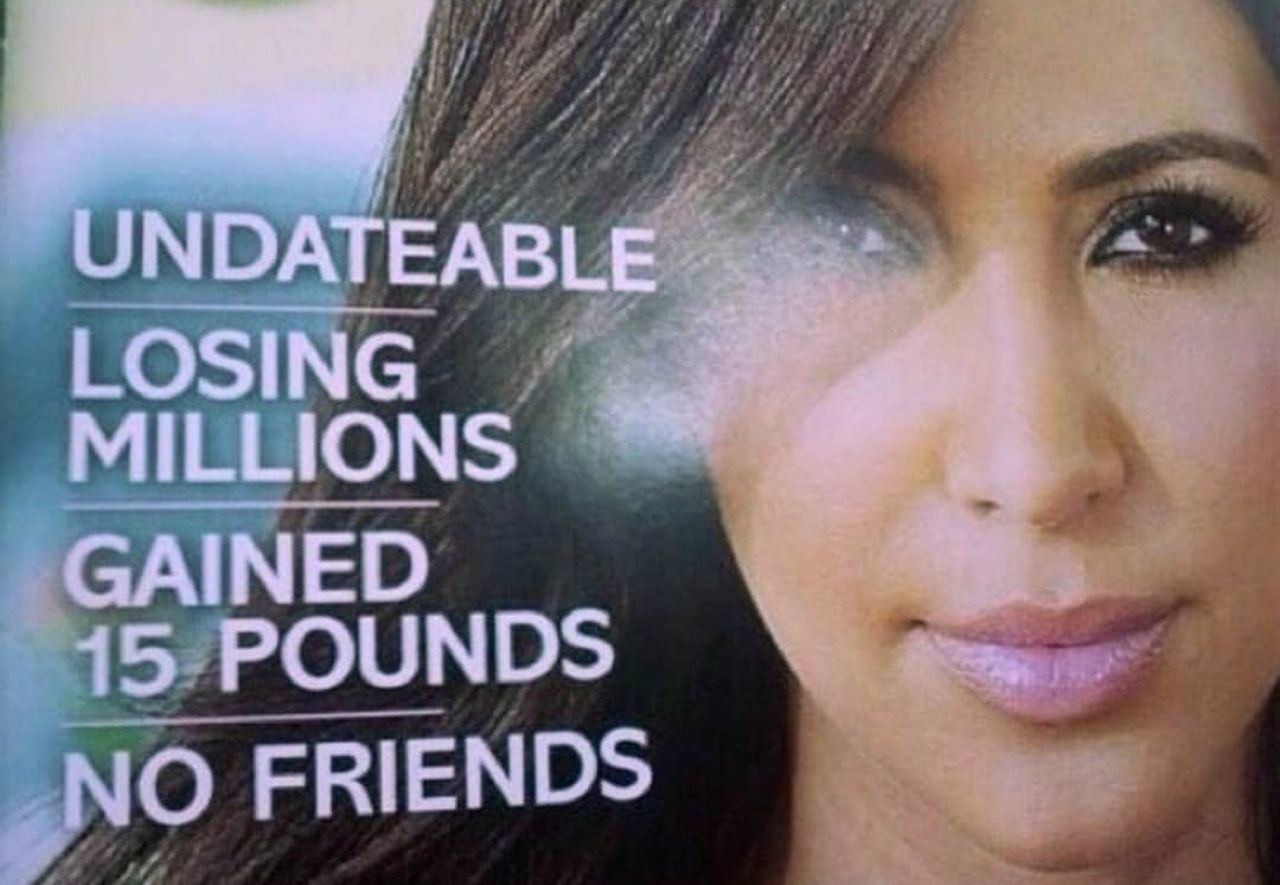 UNDATEABLE
LOSING
MILLIONS
GAINED
15 POUNDS
NO FRIENDS